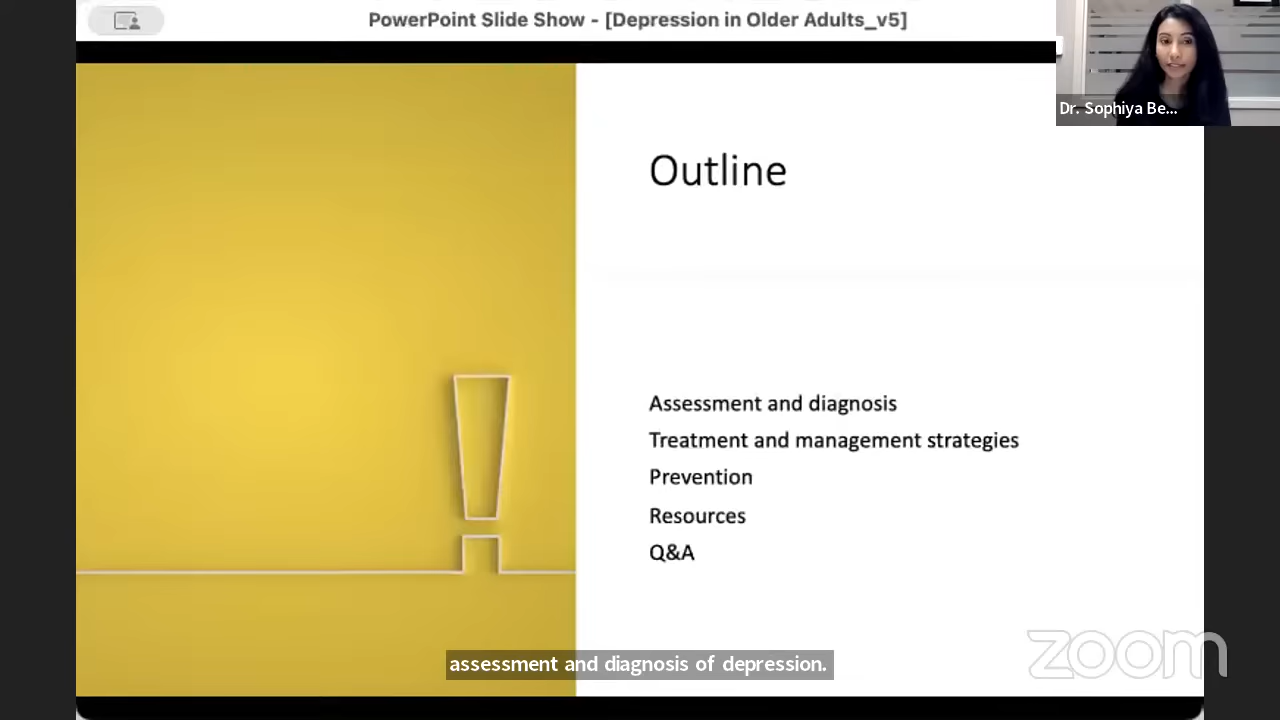 PowerPoint Slide Show - [Depression in Older Adults_v5]
Dr. Sophiya Be...
Outline
Assessment and diagnosis
Treatment and management strategies
Prevention
Resources
Q&A
assessment and diagnosis of depression.
zoom